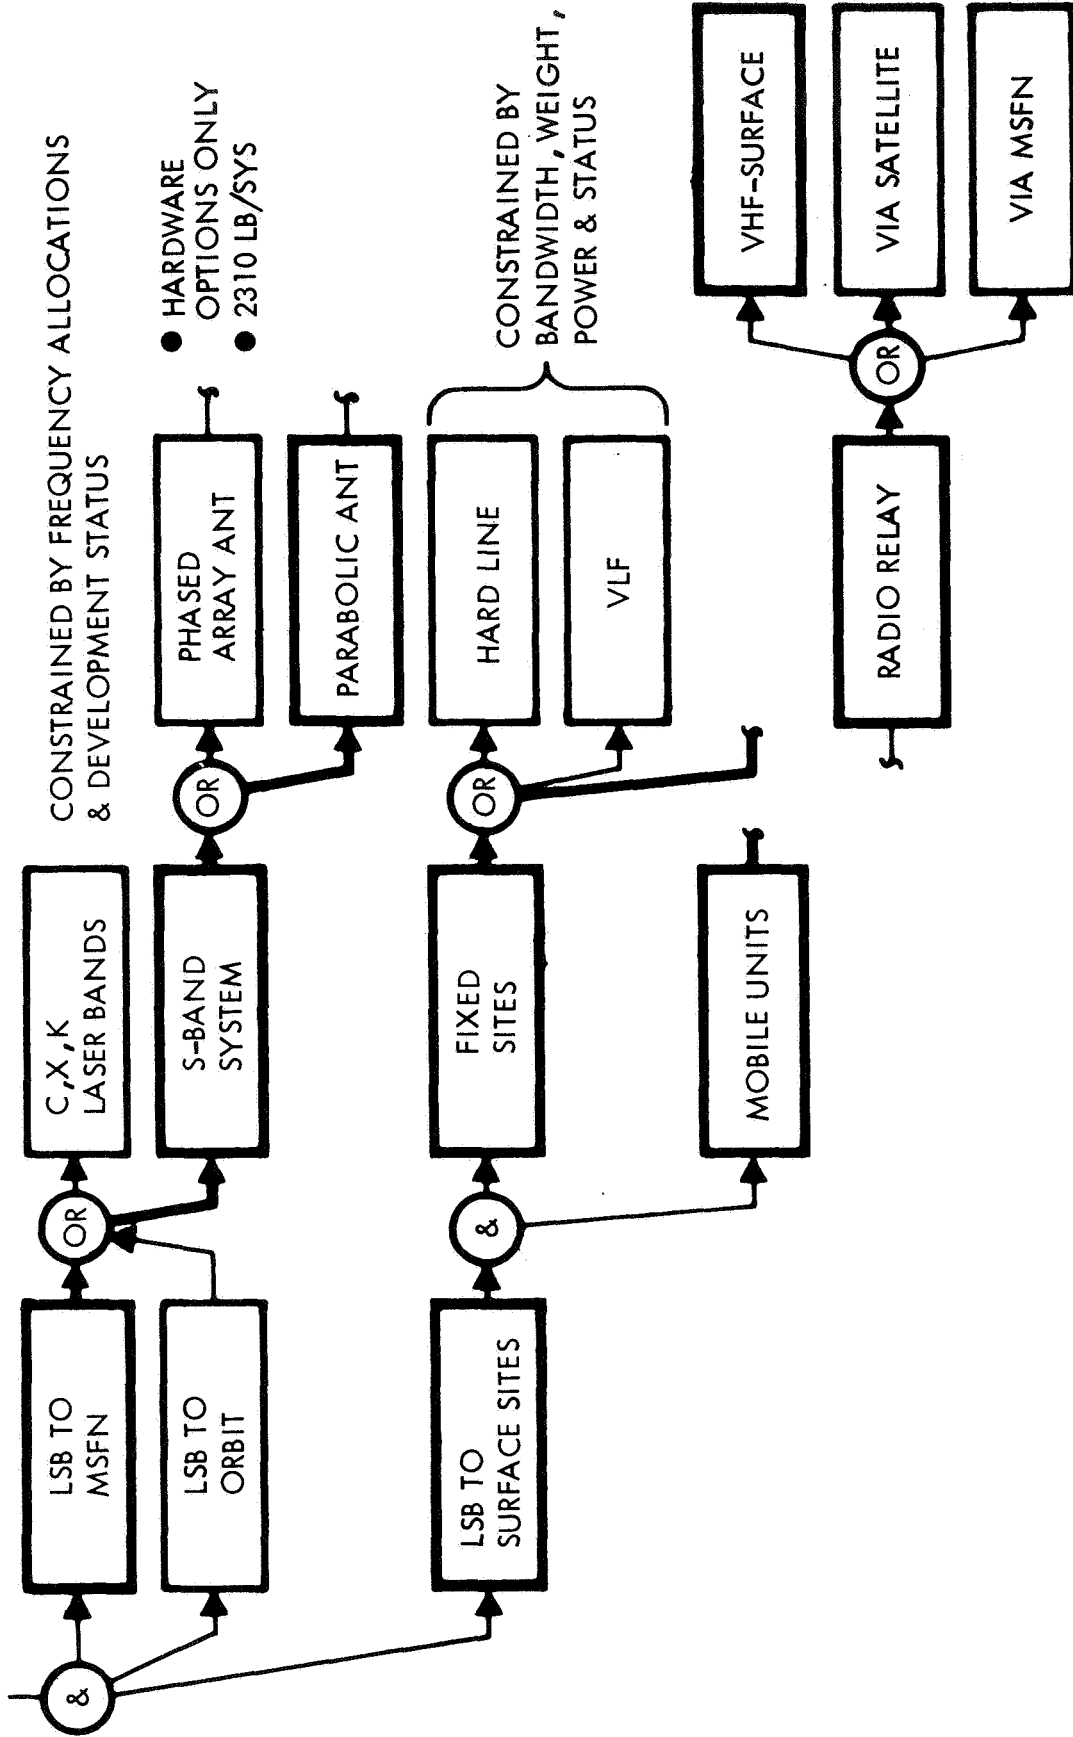 &
LSB TO
MSFN
LSB TO
ORBIT
LSB TO
SURFACE SITES
OR
&
C,X,K
LASER BANDS
S-BAND
SYSTEM
FIXED
SITES
MOBILE UNITS
CONSTRAINED BY FREQUENCY ALLOCATIONS
& DEVELOPMENT STATUS
OR
OR
PHASED
ARRAY ANT
PARABOLIC ANT
HARD LINE
VLF
RADIO RELAY
● HARDWARE
OPTIONS ONLY
● 2310 LB/SYS
CONSTRAINED BY
BANDWIDTH, WEIGHT,
POWER & STATUS
OR
VHF-SURFACE
VIA SATELLITE
VIA MSFN